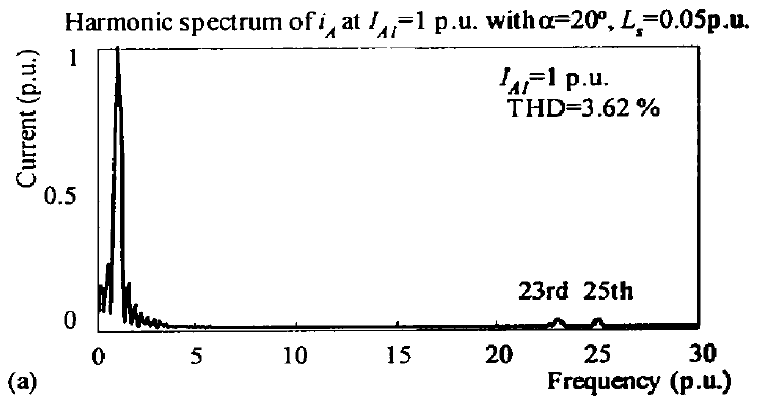 Harmonic spectrum of i_A at I_A1=1 p.u. with α=20º, L_s=0.05p.u.
1
I_A1=1 p.u.
THD=3.62 %
Current (p.u.)
0.5
23rd 25th
0
0 5 10 15 20 25 30
(a) Frequency (p.u.)